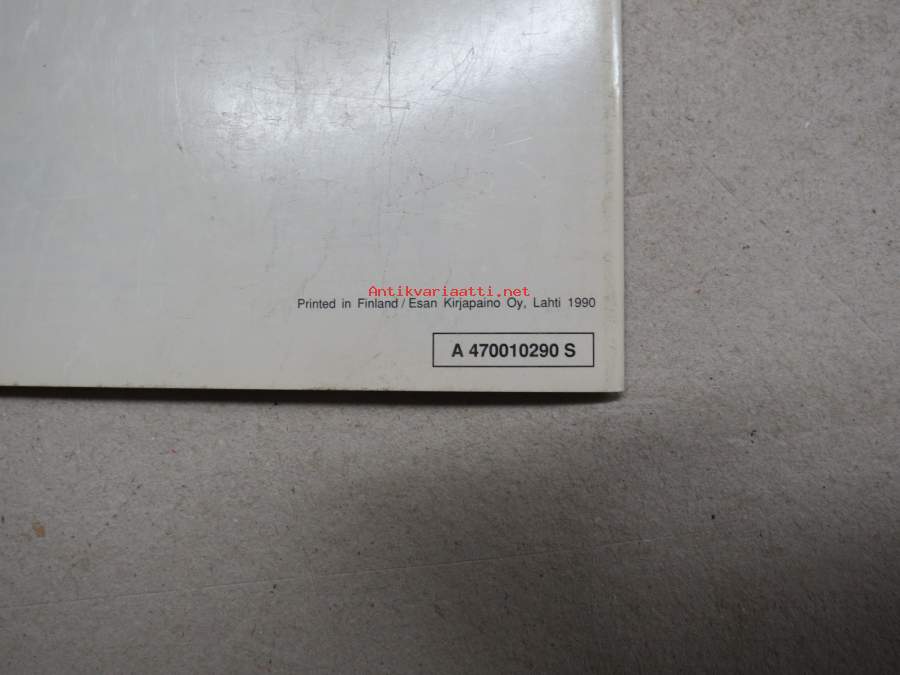 Antikvariaatti.net
Printed in Finland / Esan Kirjapaino Oy, Lahti 1990
A 470010290 S